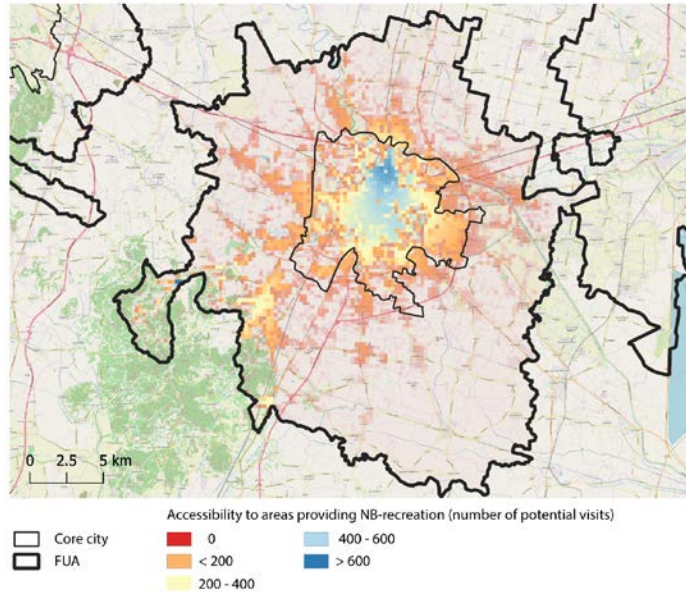 0 2.5 5 km
Accessibility to areas providing NB-recreation (number of potential visits)
Core city
FUA
0
< 200
200 - 400
400 - 600
> 600